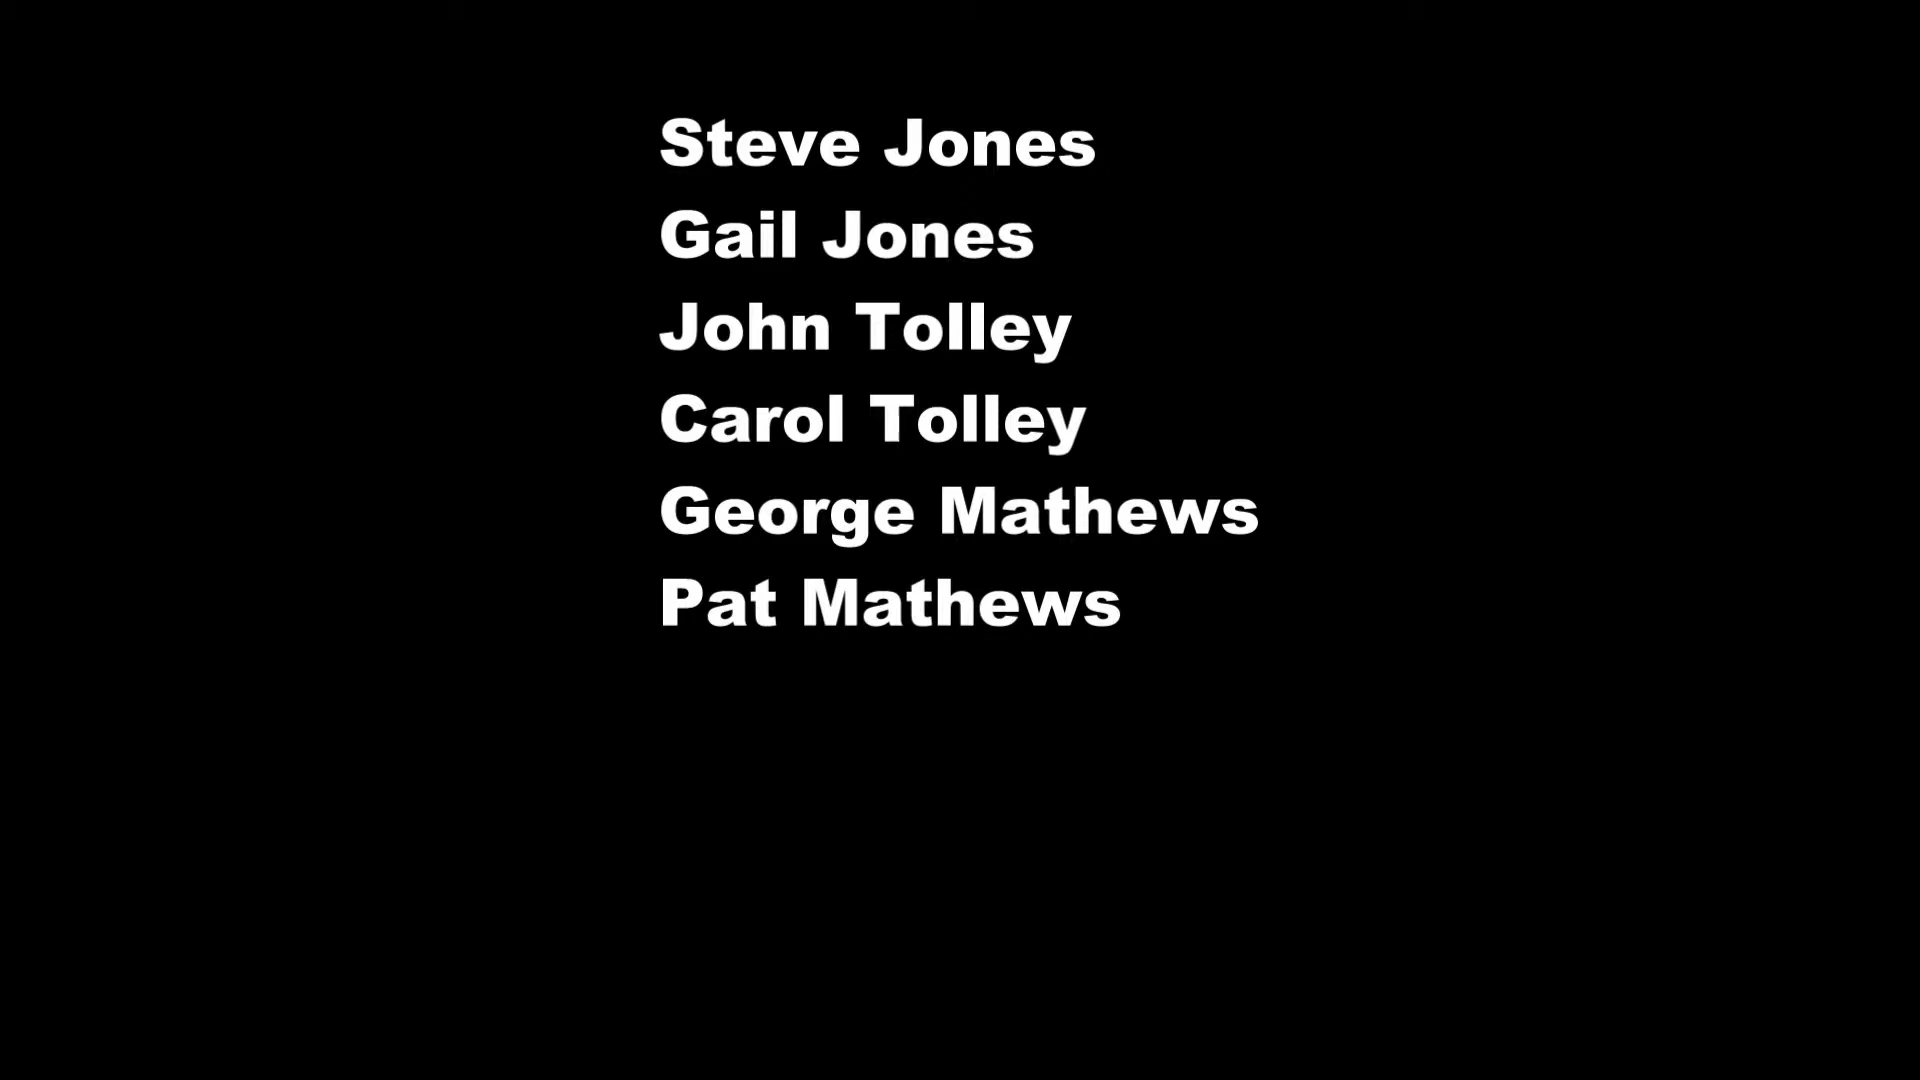 Steve Jones
Gail Jones
John Tolley
Carol Tolley
George Mathews
Pat Mathews